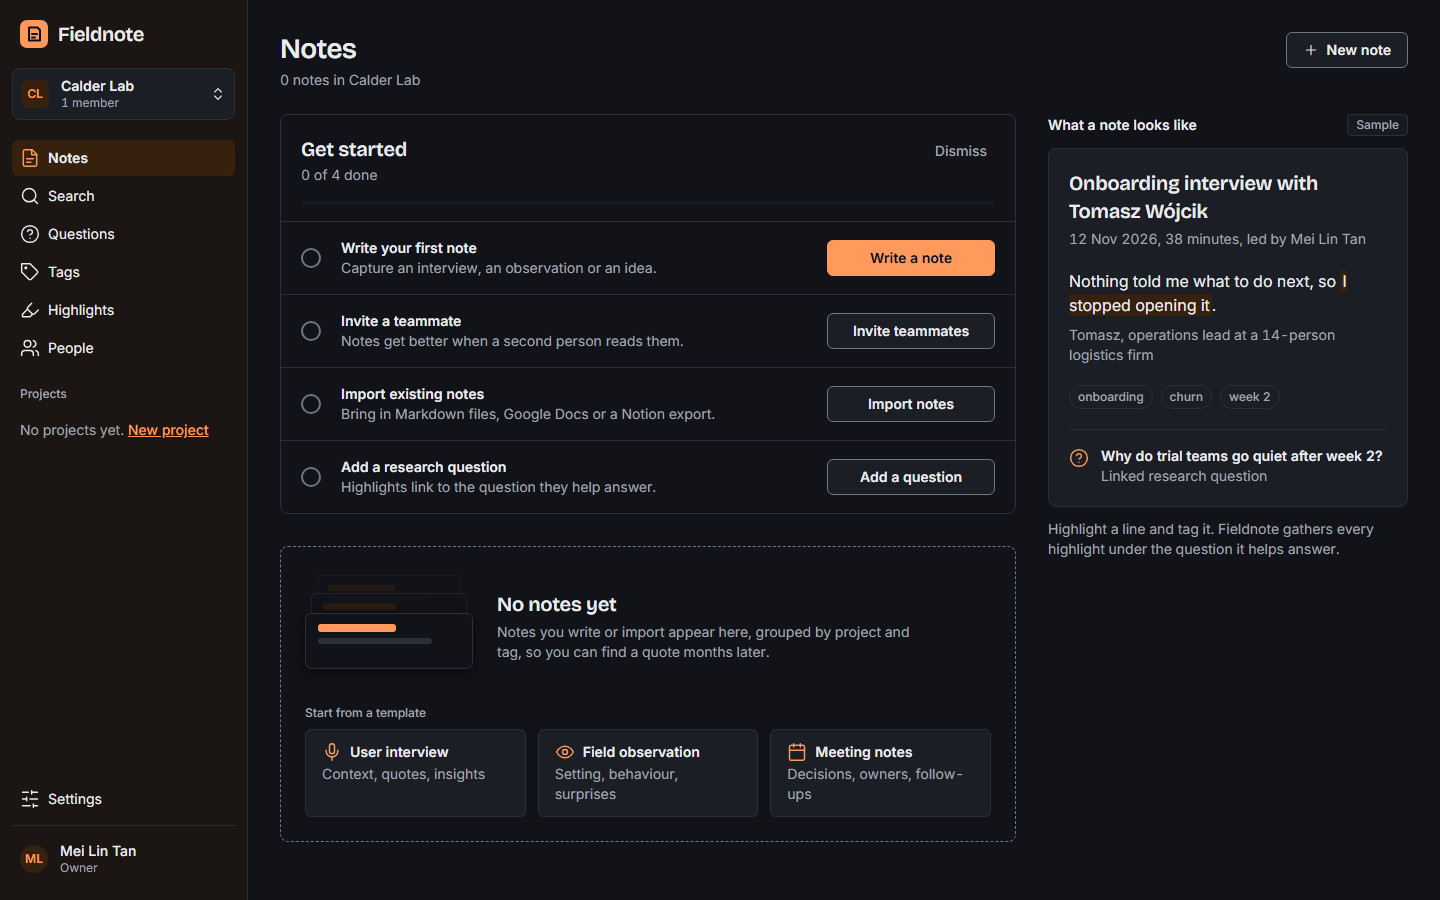 Fieldnote
CL
Calder Lab
1 member
Notes
Search
Questions
Tags
Highlights
People
Projects
No projects yet. New project
Settings
ML
Mei Lin Tan
Owner
Notes
0 notes in Calder Lab
New note
Get started
0 of 4 done
Dismiss
Write your first note
Capture an interview, an observation or an idea.
Write a note
Invite a teammate
Notes get better when a second person reads them.
Invite teammates
Import existing notes
Bring in Markdown files, Google Docs or a Notion export.
Import notes
Add a research question
Highlights link to the question they help answer.
Add a question
No notes yet
Notes you write or import appear here, grouped by project and
tag, so you can find a quote months later.
Start from a template
User interview
Context, quotes, insights
Field observation
Setting, behaviour,
surprises
Meeting notes
Decisions, owners, follow-
ups
What a note looks like
Sample
Onboarding interview with
Tomasz Wójcik
12 Nov 2026, 38 minutes, led by Mei Lin Tan
Nothing told me what to do next, so I
stopped opening it.
Tomasz, operations lead at a 14-person
logistics firm
onboarding
churn
week 2
Why do trial teams go quiet after week 2?
Linked research question
Highlight a line and tag it. Fieldnote gathers every
highlight under the question it helps answer.